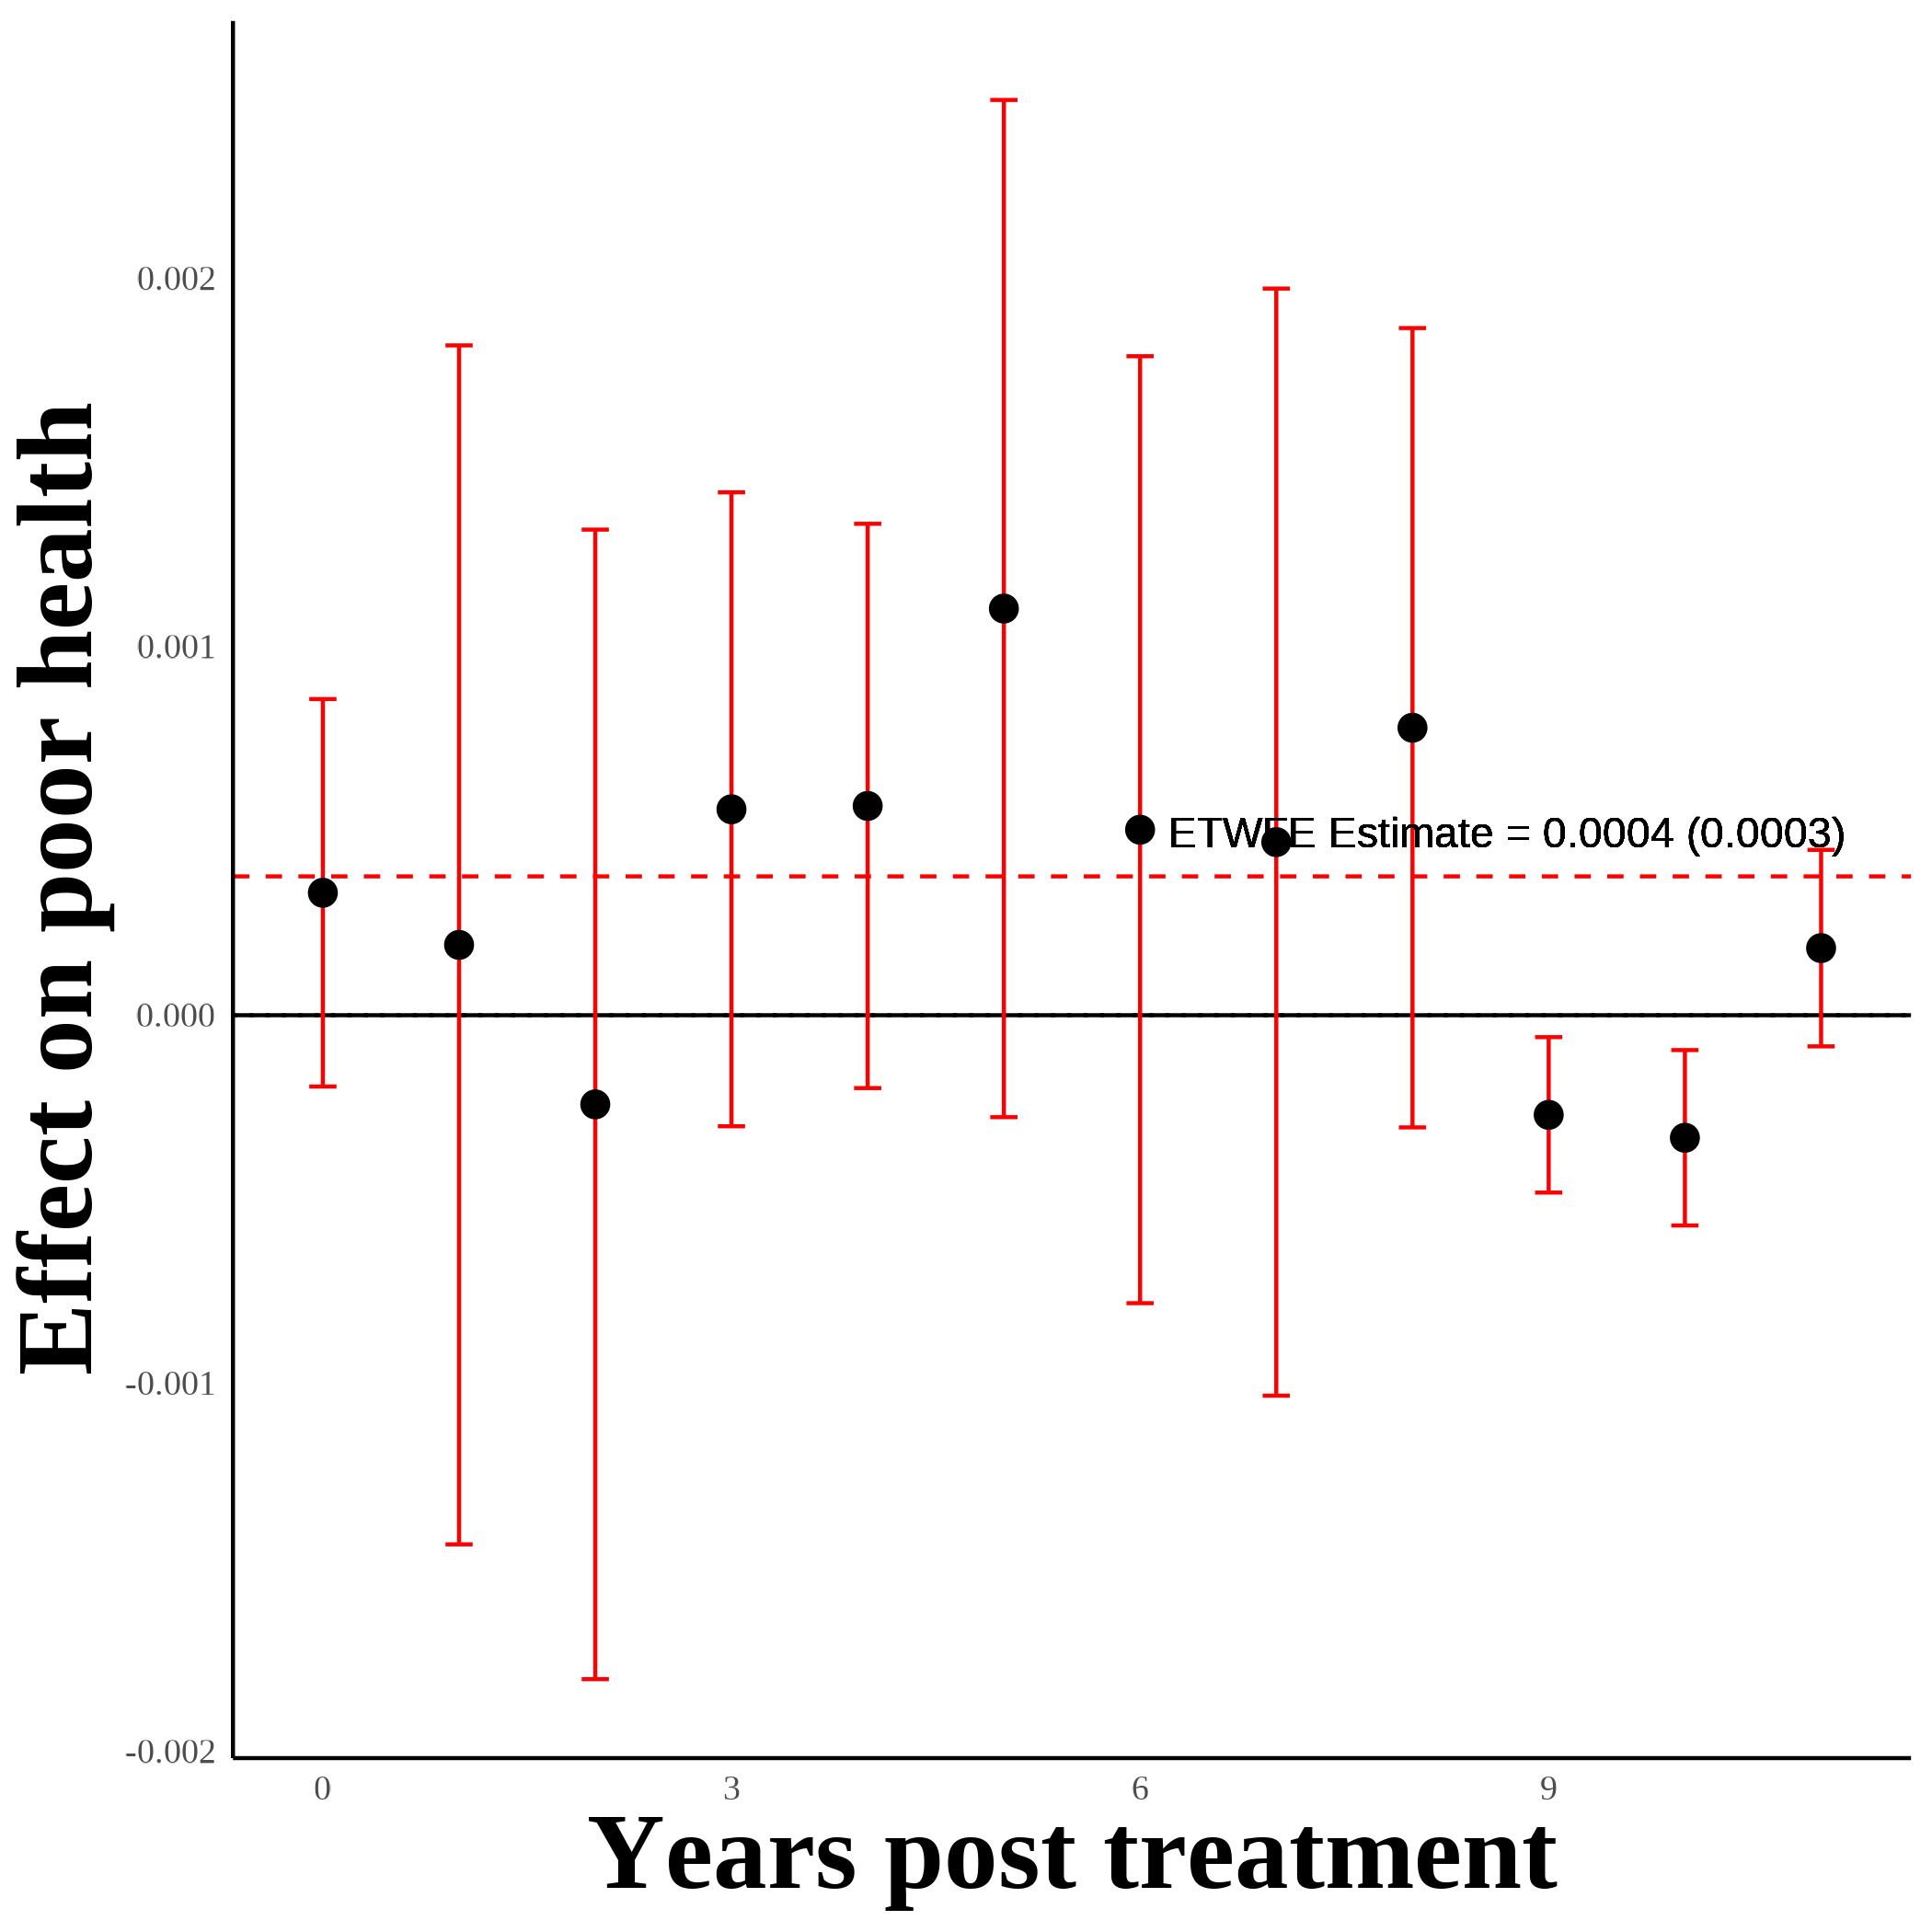 Effect on poor health
0.002
0.001
0.000
-0.001
-0.002
ETWFE Estimate = 0.0004 (0.0003)
0 3 6 9
Years post treatment